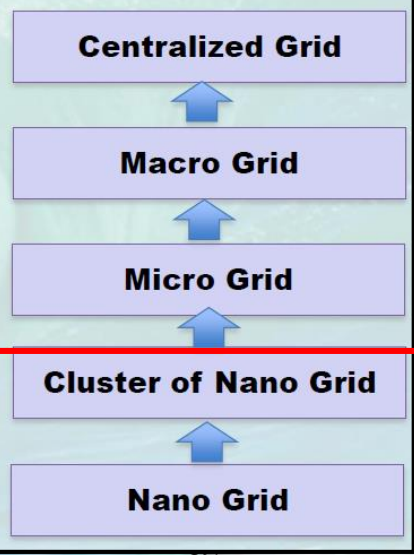 Centralized Grid
Macro Grid
Micro Grid
Cluster of Nano Grid
Nano Grid